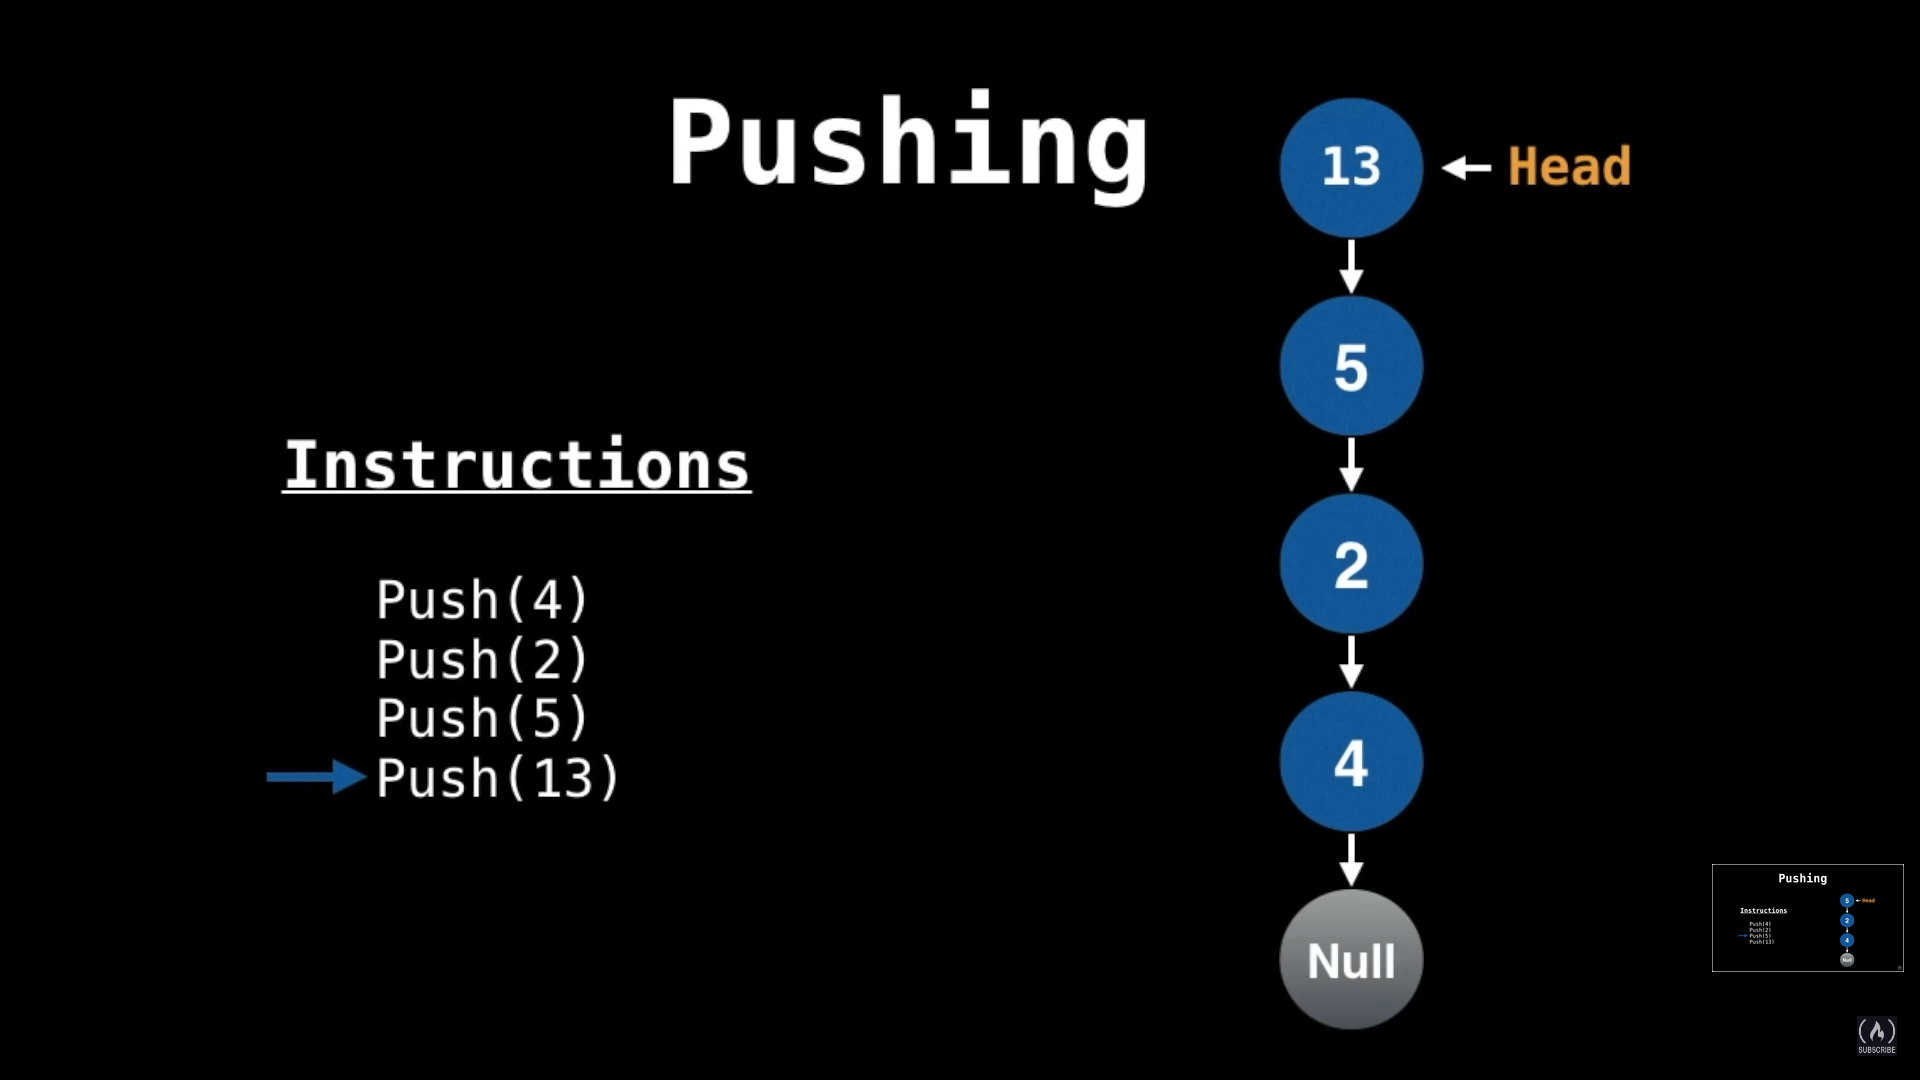 Pushing
13
Head
5
Instructions
2
Push(4)
Push(2)
Push(5)
4
Push(13)
Null
Pushing
5
Head
Instructions
2
Push(4)
Push(2)
Push(5)
4
Push(13)
Null
SUBSCRIBE